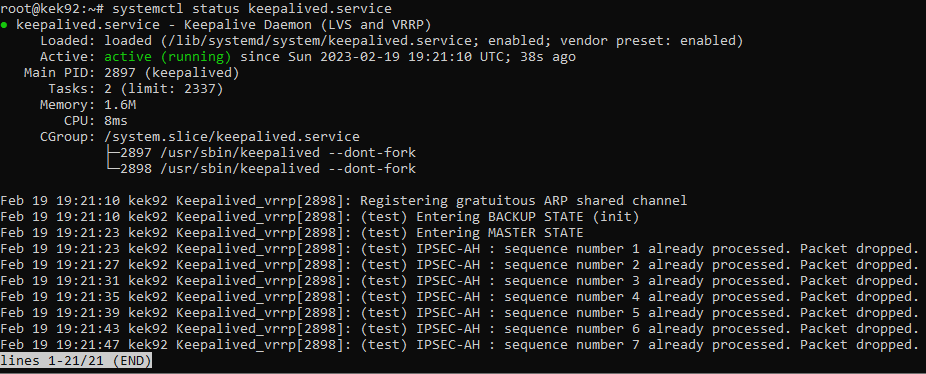 root@kek92:~# systemctl status keepalived.service
● keepalived.service - Keepalive Daemon (LVS and VRRP)
     Loaded: loaded (/lib/systemd/system/keepalived.service; enabled; vendor preset: enabled)
     Active: active (running) since Sun 2023-02-19 19:21:10 UTC; 38s ago
   Main PID: 2897 (keepalived)
      Tasks: 2 (limit: 2337)
     Memory: 1.6M
        CPU: 8ms
     CGroup: /system.slice/keepalived.service
             ├─2897 /usr/sbin/keepalived --dont-fork
             └─2898 /usr/sbin/keepalived --dont-fork

Feb 19 19:21:10 kek92 Keepalived_vrrp[2898]: Registering gratuitous ARP shared channel
Feb 19 19:21:10 kek92 Keepalived_vrrp[2898]: (test) Entering BACKUP STATE (init)
Feb 19 19:21:23 kek92 Keepalived_vrrp[2898]: (test) Entering MASTER STATE
Feb 19 19:21:23 kek92 Keepalived_vrrp[2898]: (test) IPSEC-AH : sequence number 1 already processed. Packet dropped.
Feb 19 19:21:27 kek92 Keepalived_vrrp[2898]: (test) IPSEC-AH : sequence number 2 already processed. Packet dropped.
Feb 19 19:21:31 kek92 Keepalived_vrrp[2898]: (test) IPSEC-AH : sequence number 3 already processed. Packet dropped.
Feb 19 19:21:35 kek92 Keepalived_vrrp[2898]: (test) IPSEC-AH : sequence number 4 already processed. Packet dropped.
Feb 19 19:21:39 kek92 Keepalived_vrrp[2898]: (test) IPSEC-AH : sequence number 5 already processed. Packet dropped.
Feb 19 19:21:43 kek92 Keepalived_vrrp[2898]: (test) IPSEC-AH : sequence number 6 already processed. Packet dropped.
Feb 19 19:21:47 kek92 Keepalived_vrrp[2898]: (test) IPSEC-AH : sequence number 7 already processed. Packet dropped.
lines 1-21/21 (END)